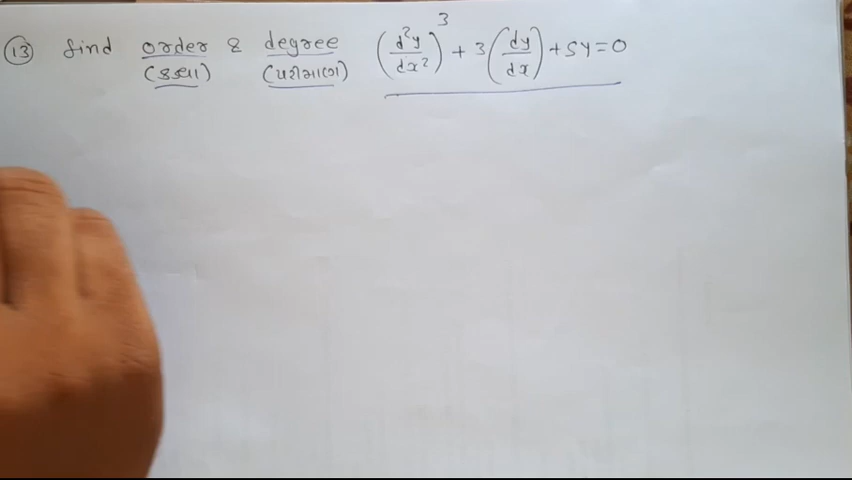 (13) find order & degree (d²y/dx²)³ + 3(dy/dx) + 5y = 0
(કક્ષા) (પરીમાણ)